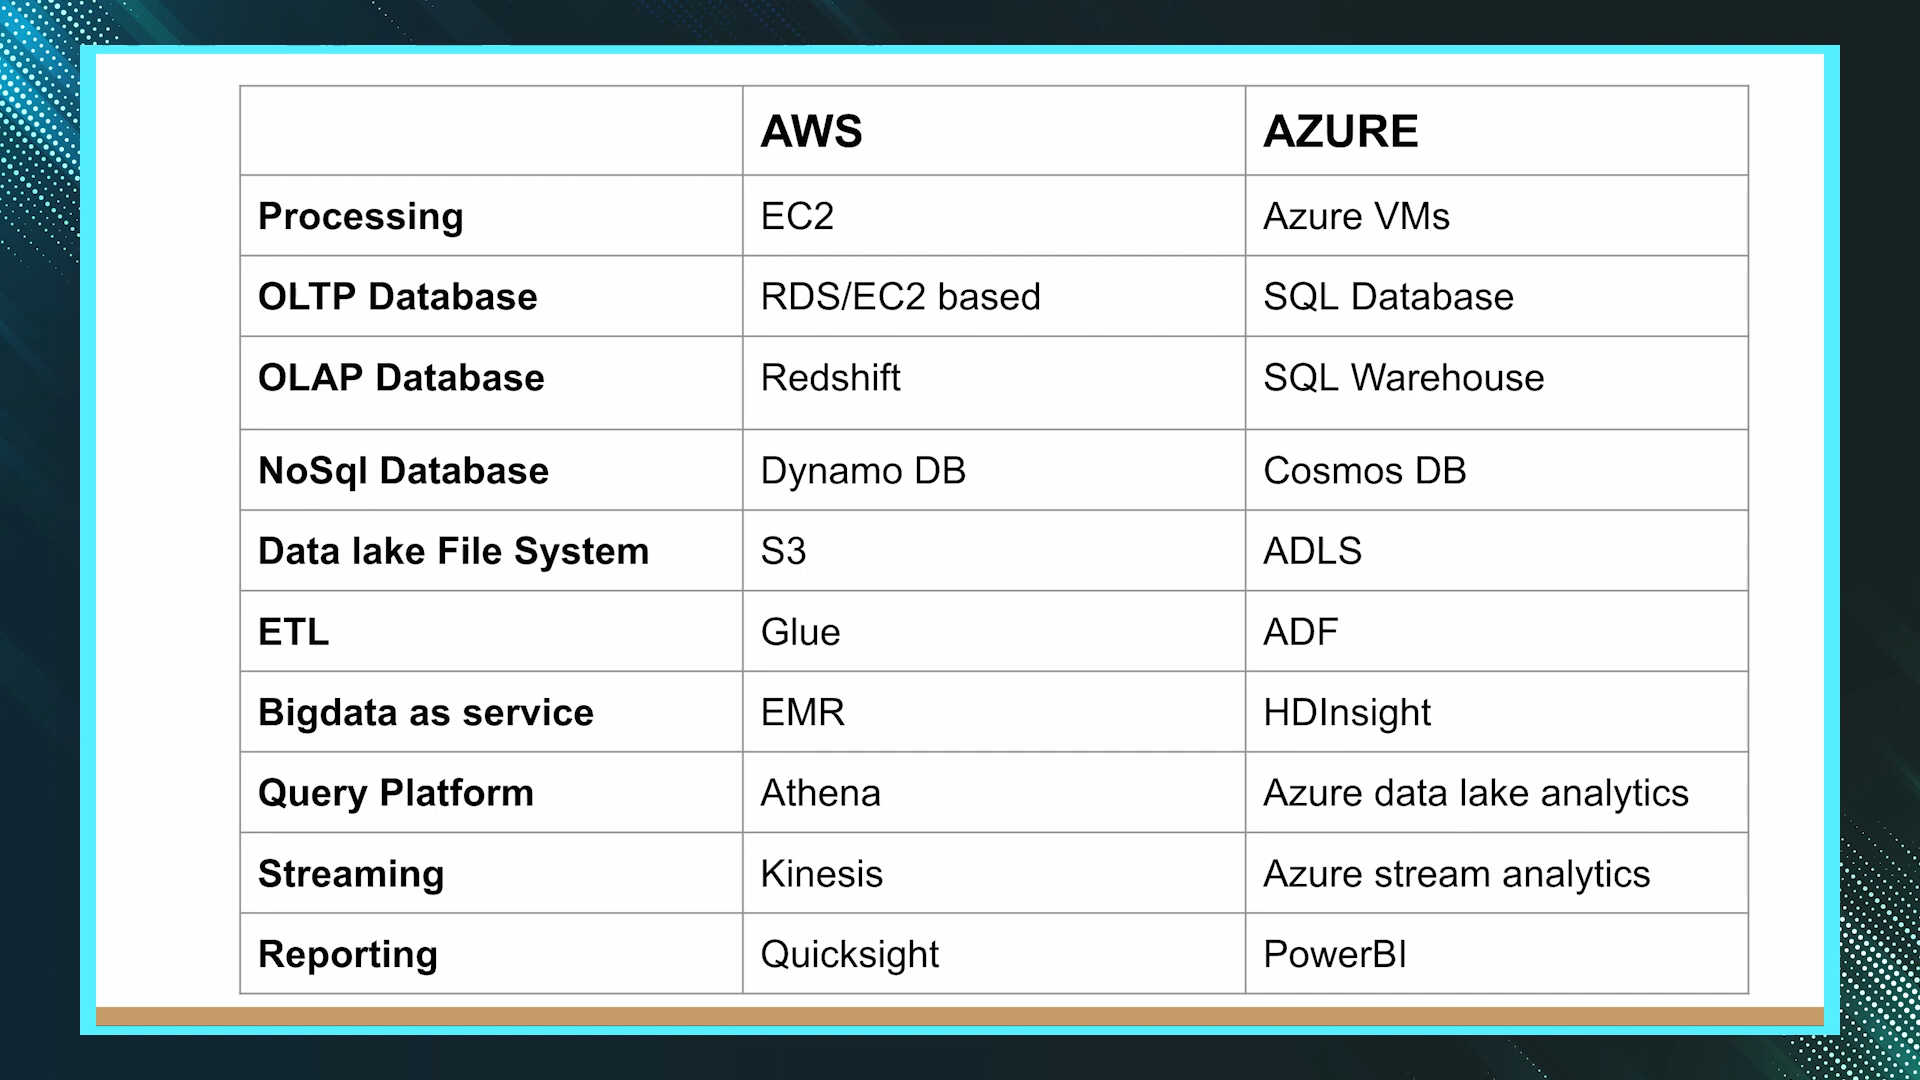 AWS AZURE
Processing EC2 Azure VMs
OLTP Database RDS/EC2 based SQL Database
OLAP Database Redshift SQL Warehouse
NoSql Database Dynamo DB Cosmos DB
Data lake File System S3 ADLS
ETL Glue ADF
Bigdata as service EMR HDInsight
Query Platform Athena Azure data lake analytics
Streaming Kinesis Azure stream analytics
Reporting Quicksight PowerBI